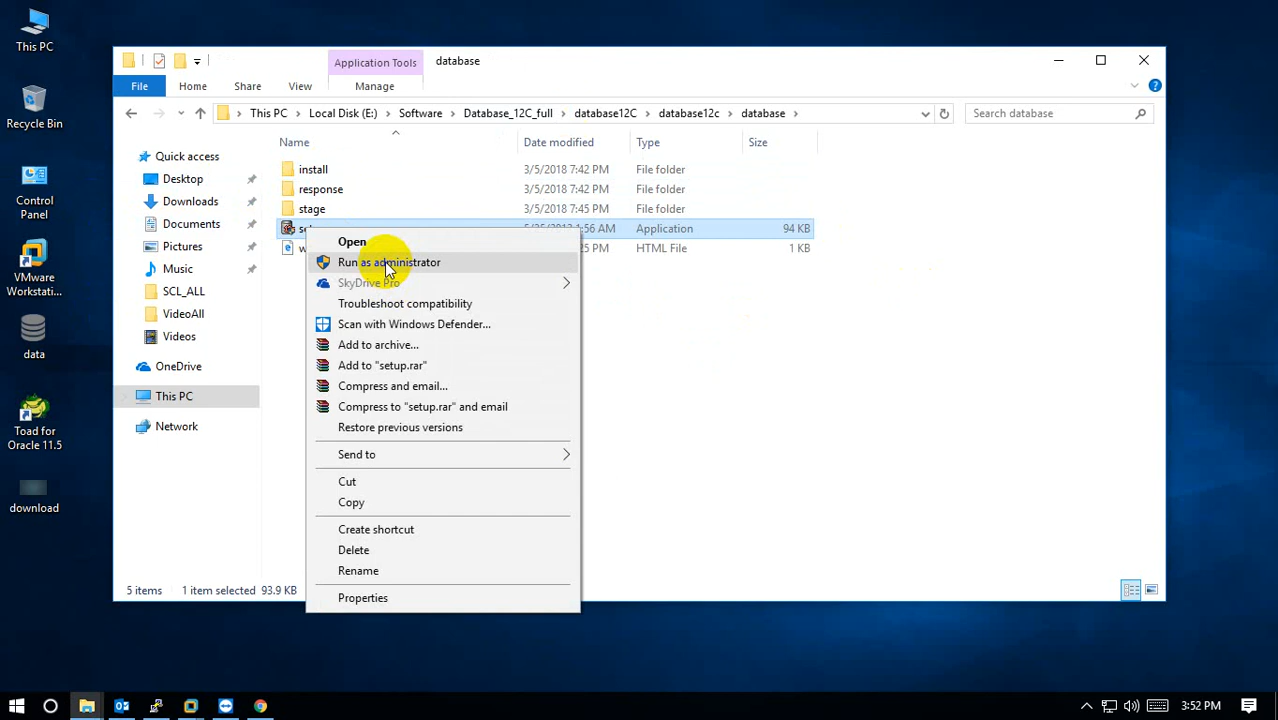 This PC
Recycle Bin
Control
Panel
VMware
Workstati...
data
Toad for
Oracle 11.5
download
Application Tools
database
File
Home
Share
View
Manage
This PC > Local Disk (E:) > Software > Database_12C_full > database12C > database12c > database >
Search database
Name
Date modified
Type
Size
Quick access
Desktop
Downloads
Documents
Pictures
Music
SCL_ALL
VideoAll
Videos
OneDrive
This PC
Network
install 3/5/2018 7:42 PM File folder
response 3/5/2018 7:42 PM File folder
stage 3/5/2018 7:45 PM File folder
1:56 AM Application 94 KB
PM HTML File 1 KB
Open
Run as administrator
SkyDrive Pro
Troubleshoot compatibility
Scan with Windows Defender...
Add to archive...
Add to "setup.rar"
Compress and email...
Compress to "setup.rar" and email
Restore previous versions
Send to
Cut
Copy
Create shortcut
Delete
Rename
Properties
5 items
1 item selected 93.9 KB
3:52 PM